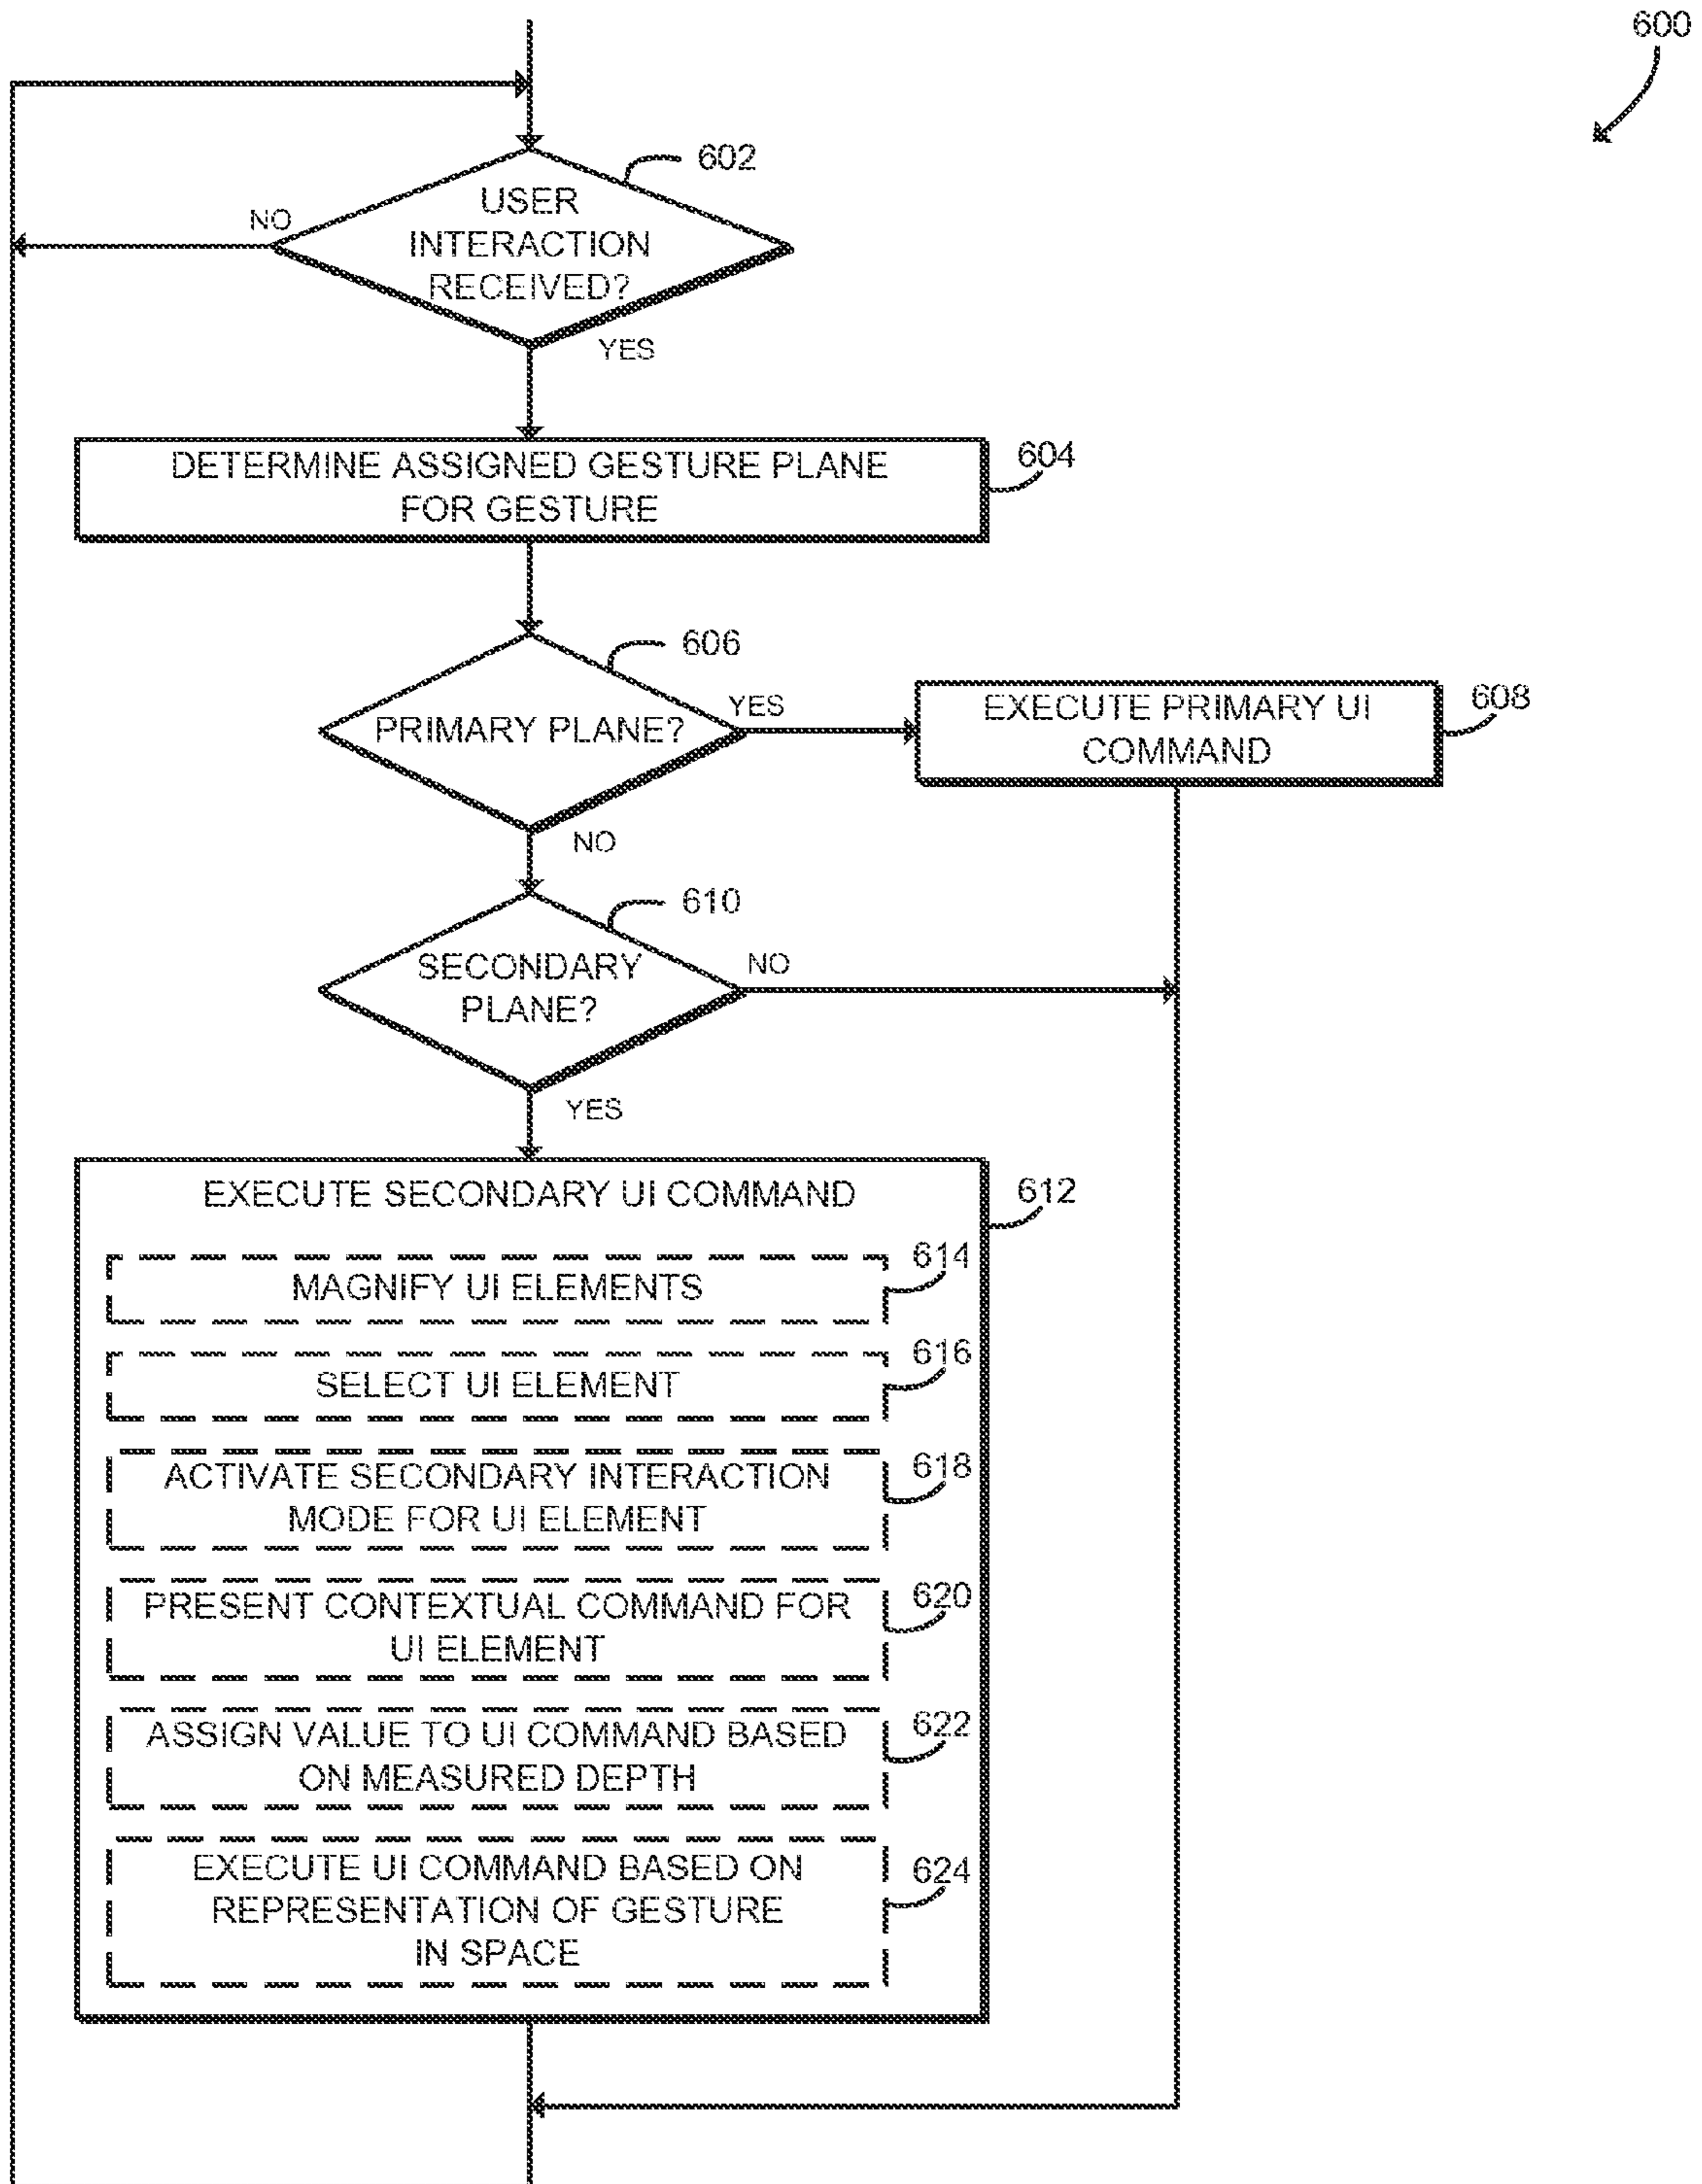 600
602
USER
INTERACTION
RECEIVED?
NO
YES
DETERMINE ASSIGNED GESTURE PLANE
FOR GESTURE
604
606
PRIMARY PLANE?
YES
EXECUTE PRIMARY UI
COMMAND
608
NO
610
SECONDARY
PLANE?
NO
YES
EXECUTE SECONDARY UI COMMAND
612
MAGNIFY UI ELEMENTS
614
SELECT UI ELEMENT
616
ACTIVATE SECONDARY INTERACTION
MODE FOR UI ELEMENT
618
PRESENT CONTEXTUAL COMMAND FOR
UI ELEMENT
620
ASSIGN VALUE TO UI COMMAND BASED
ON MEASURED DEPTH
622
EXECUTE UI COMMAND BASED ON
REPRESENTATION OF GESTURE
IN SPACE
624